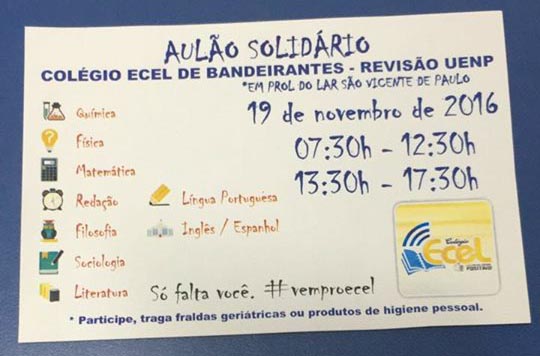 AULÃO SOLIDÁRIO
COLÉGIO ECEL DE BANDEIRANTES - REVISÃO UENP
*EM PROL DO LAR SÃO VICENTE DE PAULO
19 de novembro de 2016
07:30h - 12:30h
13:30h - 17:30h
Química
Física
Matemática
Redação
Filosofia
Sociologia
Literatura
Língua Portuguesa
Inglês / Espanhol
Colégio
Ecel
POSITIVO
Só falta você. #vemproecel
* Participe, traga fraldas geriátricas ou produtos de higiene pessoal.